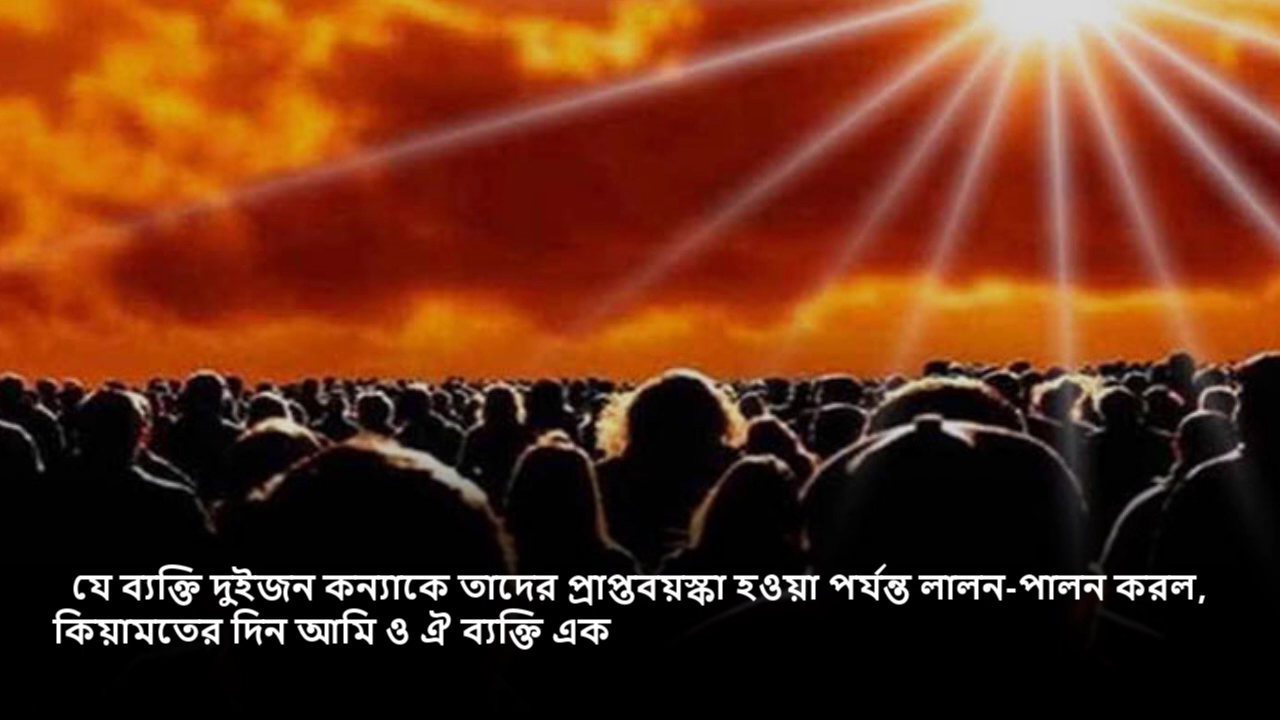 যে ব্যক্তি দুইজন কন্যাকে তাদের প্রাপ্তবয়স্কা হওয়া পর্যন্ত লালন-পালন করল,
কিয়ামতের দিন আমি ও ঐ ব্যক্তি এক